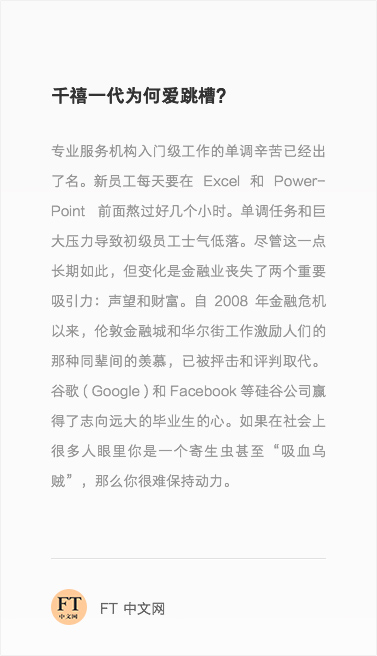 千禧一代为何爱跳槽？
专业服务机构入门级工作的单调辛苦已经出
了名。新员工每天要在 Excel 和 Power-
Point 前面熬过好几个小时。单调任务和巨
大压力导致初级员工士气低落。尽管这一点
长期如此，但变化是金融业丧失了两个重要
吸引力：声望和财富。自 2008 年金融危机
以来，伦敦金融城和华尔街工作激励人们的
那种同辈间的羡慕，已被抨击和评判取代。
谷歌 ( Google ) 和 Facebook 等硅谷公司赢
得了志向远大的毕业生的心。如果在社会上
很多人眼里你是一个寄生虫甚至“吸血乌
贼”，那么你很难保持动力。
FT
中文网
FT 中文网